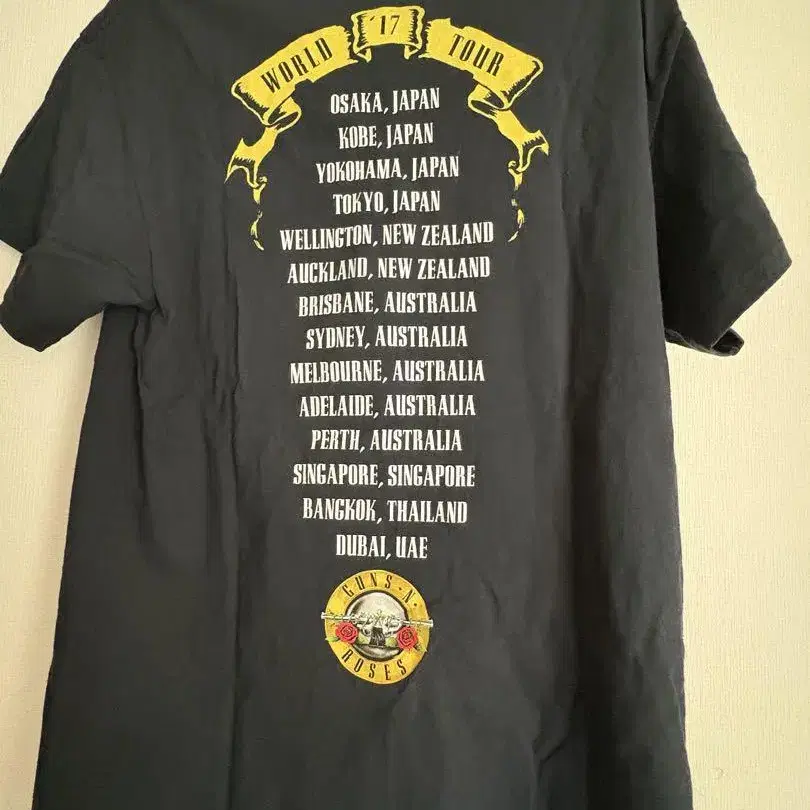 WORLD '17 TOUR
OSAKA, JAPAN
KOBE, JAPAN
YOKOHAMA, JAPAN
TOKYO, JAPAN
WELLINGTON, NEW ZEALAND
AUCKLAND, NEW ZEALAND
BRISBANE, AUSTRALIA
SYDNEY, AUSTRALIA
MELBOURNE, AUSTRALIA
ADELAIDE, AUSTRALIA
PERTH, AUSTRALIA
SINGAPORE, SINGAPORE
BANGKOK, THAILAND
DUBAI, UAE
GUNS·N·
ROSES